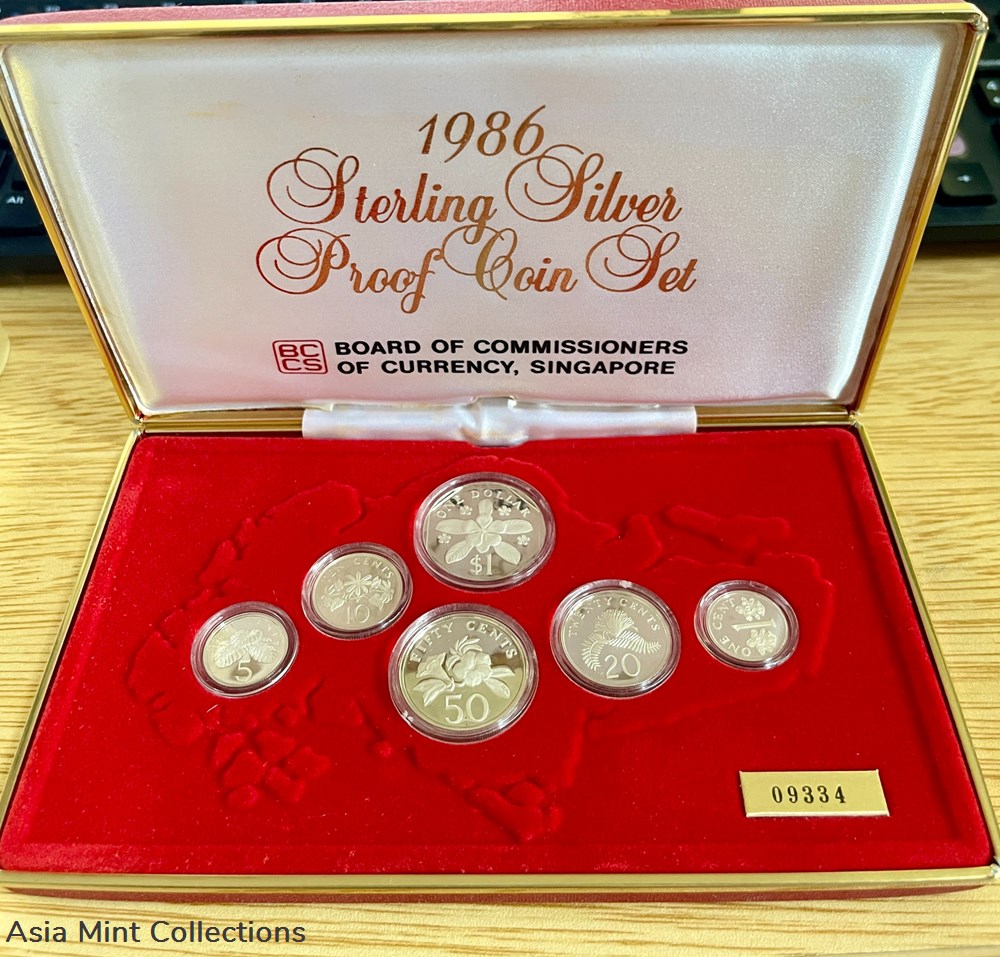 1986
Sterling Silver
Proof Coin Set
BC
CS
BOARD OF COMMISSIONERS
OF CURRENCY, SINGAPORE
ONE DOLLAR
$1
CENTS
10
5
FIFTY CENTS
50
TWENTY CENTS
20
ONE CENT
1
09334
Asia Mint Collections